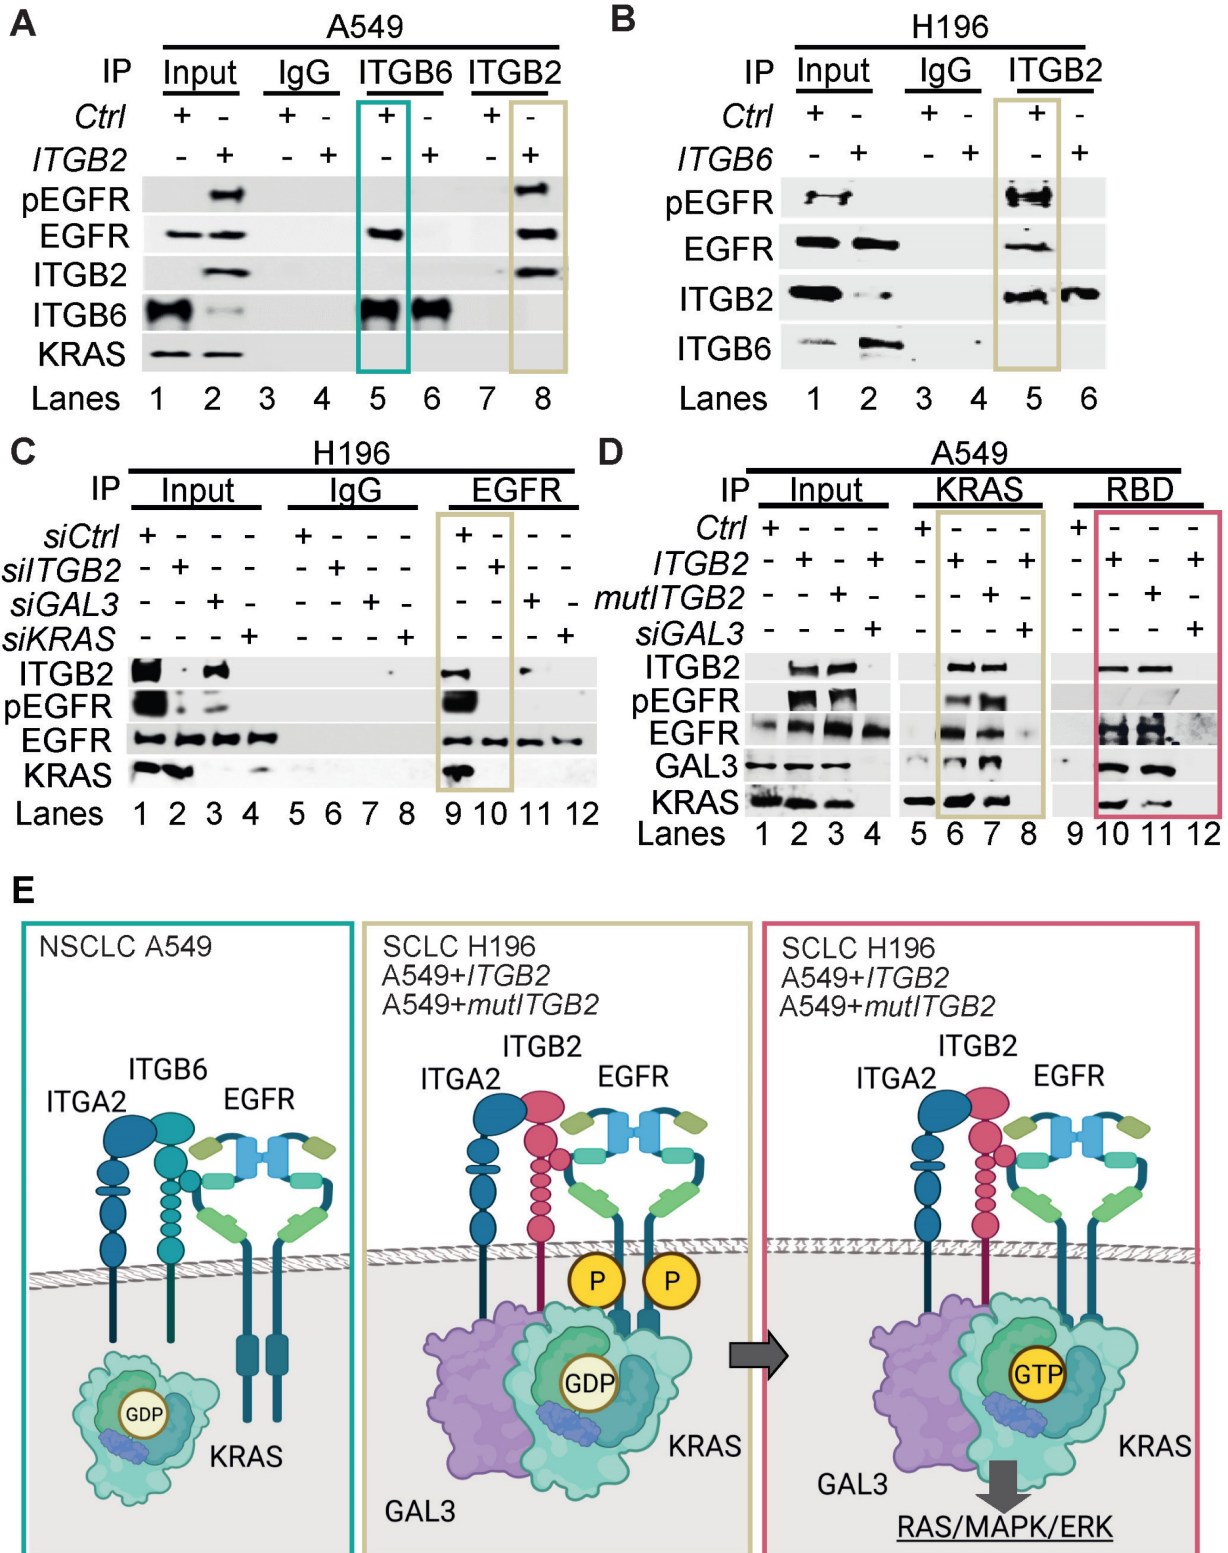 A
A549
IP Input IgG ITGB6 ITGB2
Ctrl + - + - + - + -
ITGB2 - + - + - + - +
pEGFR
EGFR
ITGB2
ITGB6
KRAS
Lanes 1 2 3 4 5 6 7 8
B
H196
IP Input IgG ITGB2
Ctrl + - + - + -
ITGB6 - + - + - +
pEGFR
EGFR
ITGB2
ITGB6
Lanes 1 2 3 4 5 6
C
H196
IP Input IgG EGFR
siCtrl + - - - + - - - + - - -
siITGB2 - + - - - + - - - + - -
siGAL3 - - + - - - + - - - + -
siKRAS - - - + - - - + - - - +
ITGB2
pEGFR
EGFR
KRAS
Lanes 1 2 3 4 5 6 7 8 9 10 11 12
D
A549
IP Input KRAS RBD
Ctrl + - - - + - - - + - - -
ITGB2 - + - + - + - + - + - +
mutITGB2 - - + - - - + - - - + -
siGAL3 - - - + - - - + - - - +
ITGB2
pEGFR
EGFR
GAL3
KRAS
Lanes 1 2 3 4 5 6 7 8 9 10 11 12
E
NSCLC A549
ITGB6
ITGA2
EGFR
GDP
KRAS
SCLC H196
A549+ITGB2
A549+mutITGB2
ITGB2
ITGA2
EGFR
P P
GDP
KRAS
GAL3
SCLC H196
A549+ITGB2
A549+mutITGB2
ITGB2
ITGA2
EGFR
GTP
KRAS
GAL3
RAS/MAPK/ERK